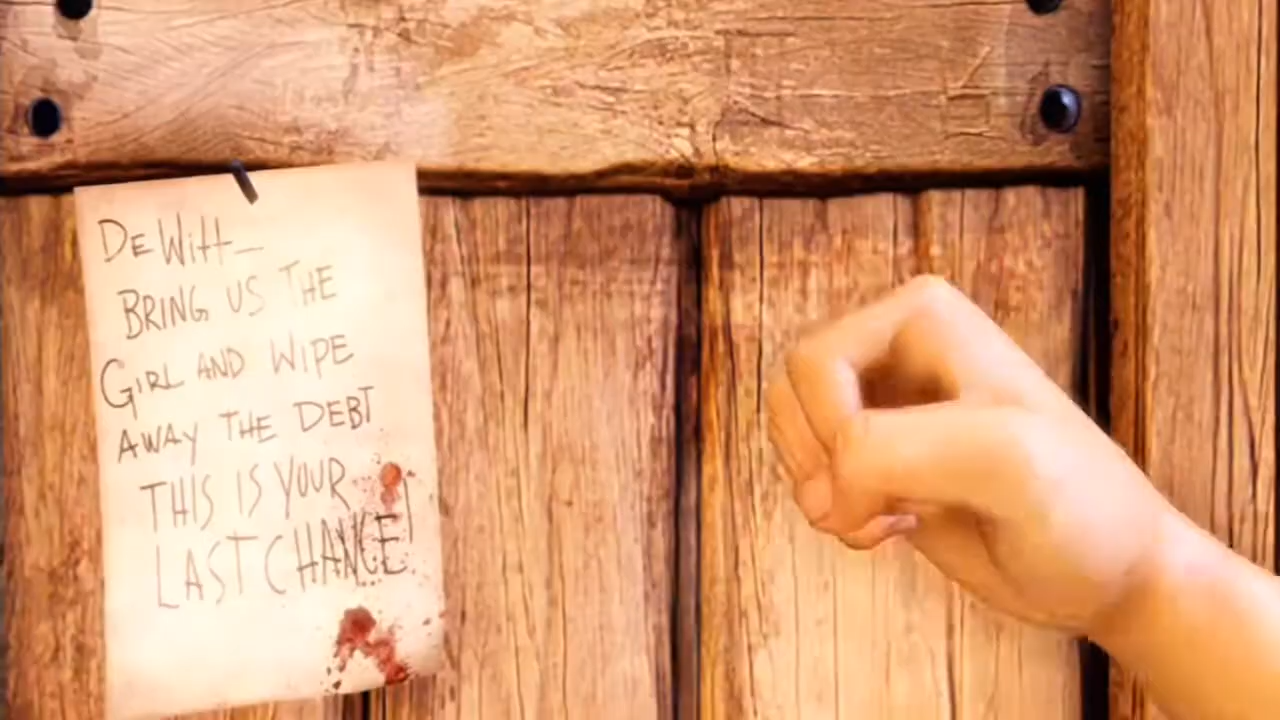 DEWitt—
BRING US THE
GIRL AND WIPE
AWAY THE DEBT
THIS IS YOUR
LAST CHANCE!